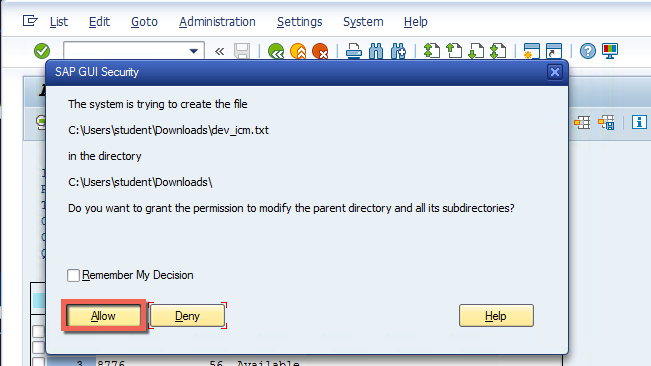 List Edit Goto Administration Settings System Help
SAP GUI Security
The system is trying to create the file
C:\Users\student\Downloads\dev_icm.txt
in the directory
C:\Users\student\Downloads\
Do you want to grant the permission to modify the parent directory and all its subdirectories?
Remember My Decision
Allow Deny Help
3 8776 56 Available